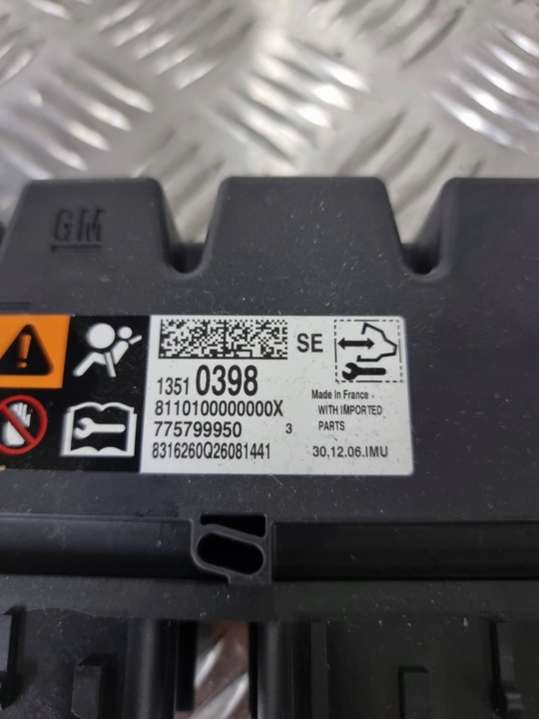 GM
SE
1351 0398
8110100000000X
775799950 3
8316260Q26081441
Made in France
WITH IMPORTED
PARTS
30.12.06.IMU